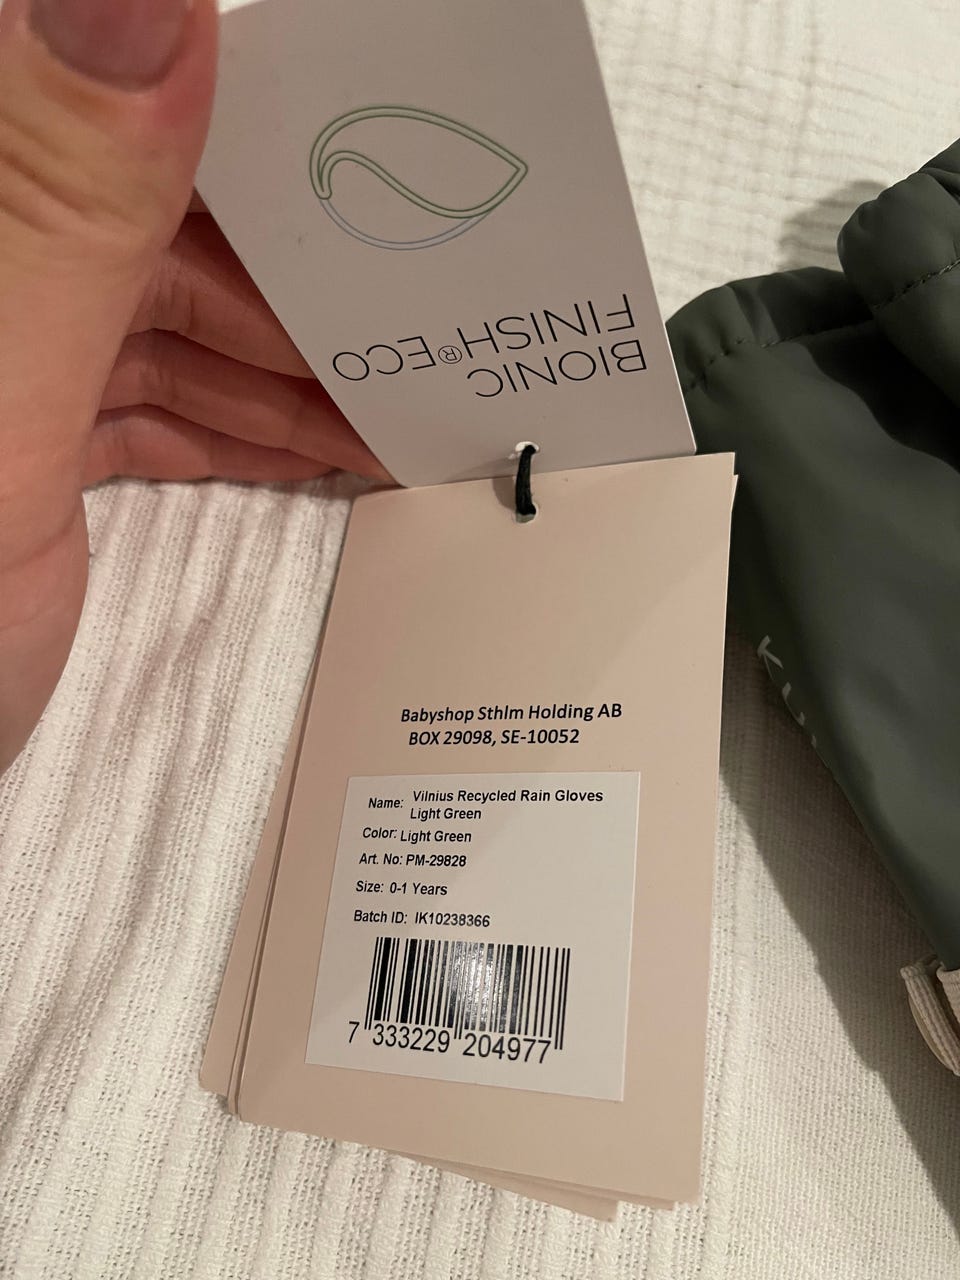 BIONIC
FINISH®ECO
Babyshop Sthlm Holding AB
BOX 29098, SE-10052
Name: Vilnius Recycled Rain Gloves
Light Green
Color: Light Green
Art. No: PM-29828
Size: 0-1 Years
Batch ID: IK10238366
7 333229 204977